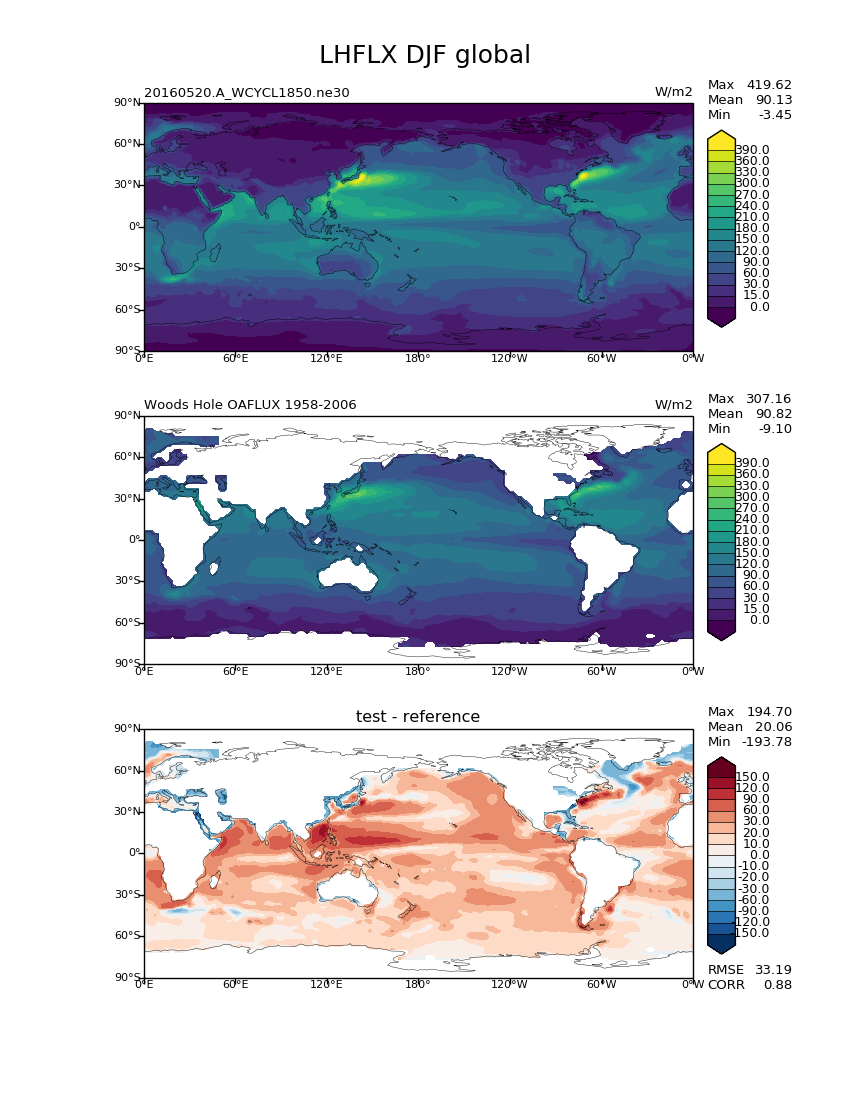 LHFLX DJF global
20160520.A_WCYCL1850.ne30 W/m2
Max 419.62
Mean 90.13
Min -3.45
90°N
60°N
30°N
0°
30°S
60°S
90°S
0°E 60°E 120°E 180° 120°W 60°W 0°W
390.0
360.0
330.0
300.0
270.0
240.0
210.0
180.0
150.0
120.0
90.0
60.0
30.0
15.0
0.0
Woods Hole OAFLUX 1958-2006 W/m2
Max 307.16
Mean 90.82
Min -9.10
90°N
60°N
30°N
0°
30°S
60°S
90°S
0°E 60°E 120°E 180° 120°W 60°W 0°W
390.0
360.0
330.0
300.0
270.0
240.0
210.0
180.0
150.0
120.0
90.0
60.0
30.0
15.0
0.0
test - reference
Max 194.70
Mean 20.06
Min -193.78
90°N
60°N
30°N
0°
30°S
60°S
90°S
0°E 60°E 120°E 180° 120°W 60°W 0°W
150.0
120.0
90.0
60.0
30.0
20.0
10.0
0.0
-10.0
-20.0
-30.0
-60.0
-90.0
-120.0
-150.0
RMSE 33.19
CORR 0.88